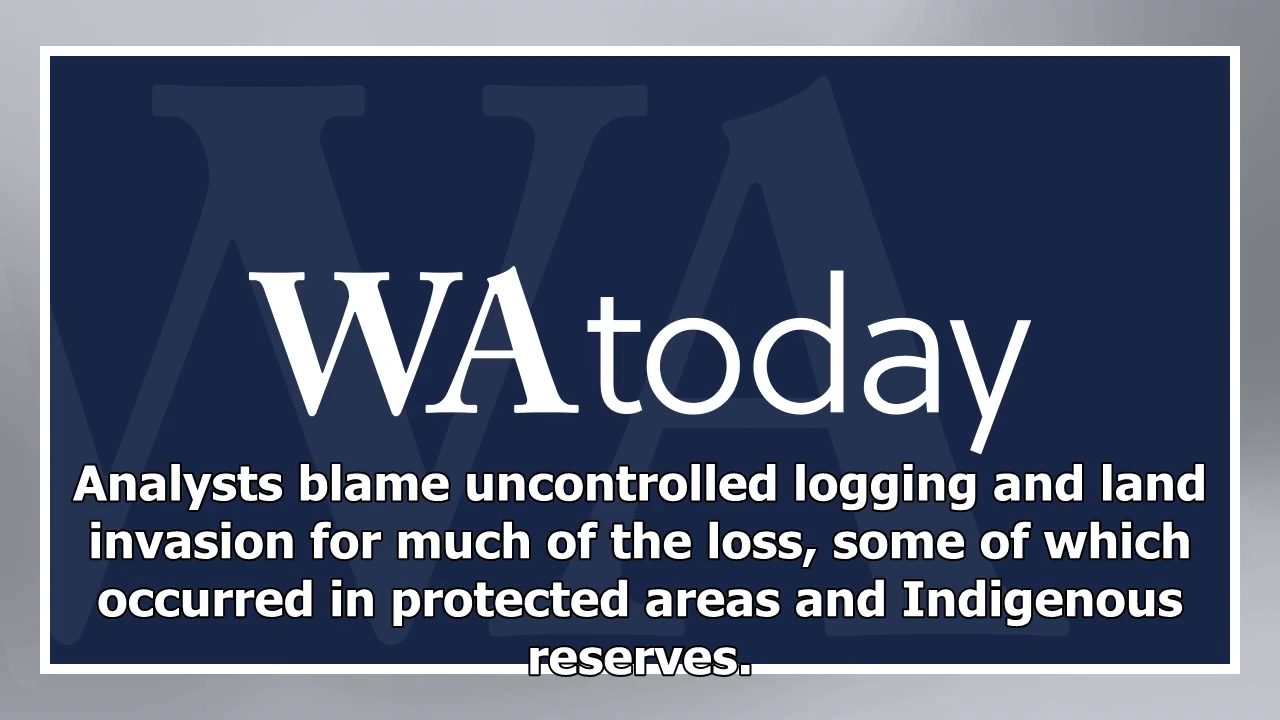 WAtoday
Analysts blame uncontrolled logging and land
invasion for much of the loss, some of which
occurred in protected areas and Indigenous
reserves.